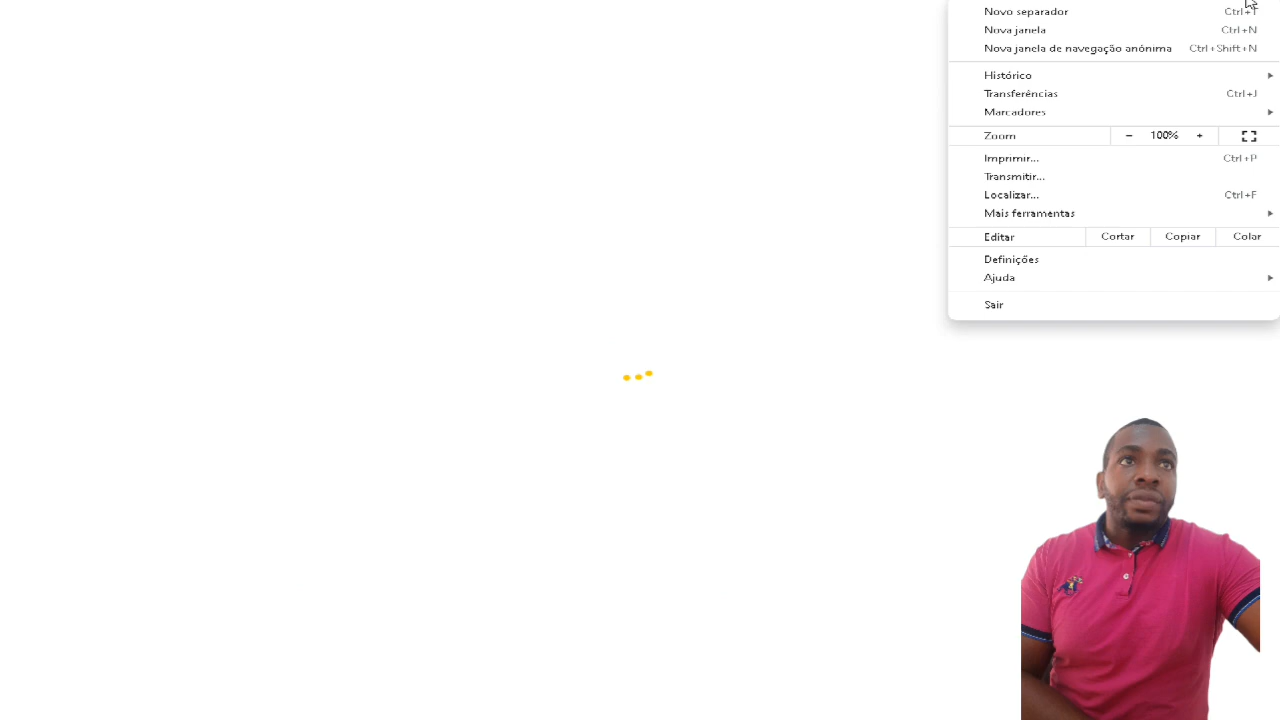 Novo separador Ctrl+T
Nova janela Ctrl+N
Nova janela de navegação anónima Ctrl+Shift+N
Histórico
Transferências Ctrl+J
Marcadores
Zoom − 100% +
Imprimir... Ctrl+P
Transmitir...
Localizar... Ctrl+F
Mais ferramentas
Editar Cortar Copiar Colar
Definições
Ajuda
Sair